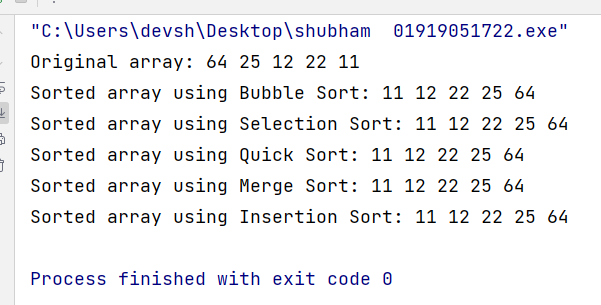 "C:\Users\devsh\Desktop\shubham  01919051722.exe"
Original array: 64 25 12 22 11
Sorted array using Bubble Sort: 11 12 22 25 64
Sorted array using Selection Sort: 11 12 22 25 64
Sorted array using Quick Sort: 11 12 22 25 64
Sorted array using Merge Sort: 11 12 22 25 64
Sorted array using Insertion Sort: 11 12 22 25 64
Process finished with exit code 0